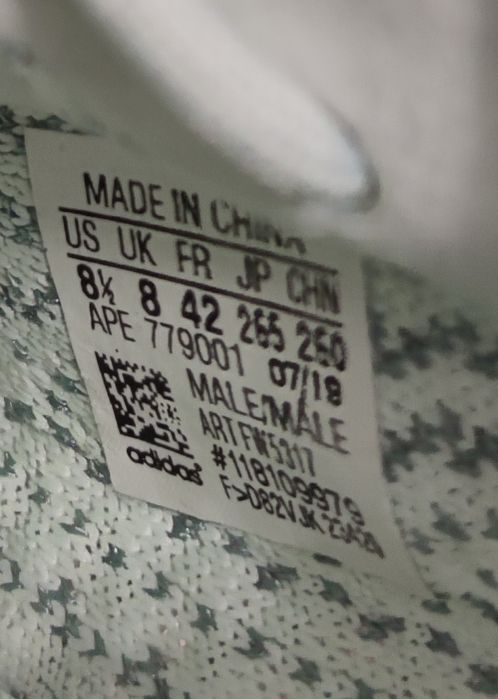 MADE IN CHINA
US UK FR JP CHN
8½ 8 42 265 260
APE 779001 07/18
MALE/MALE
ART FW5317
#118109979
adidas